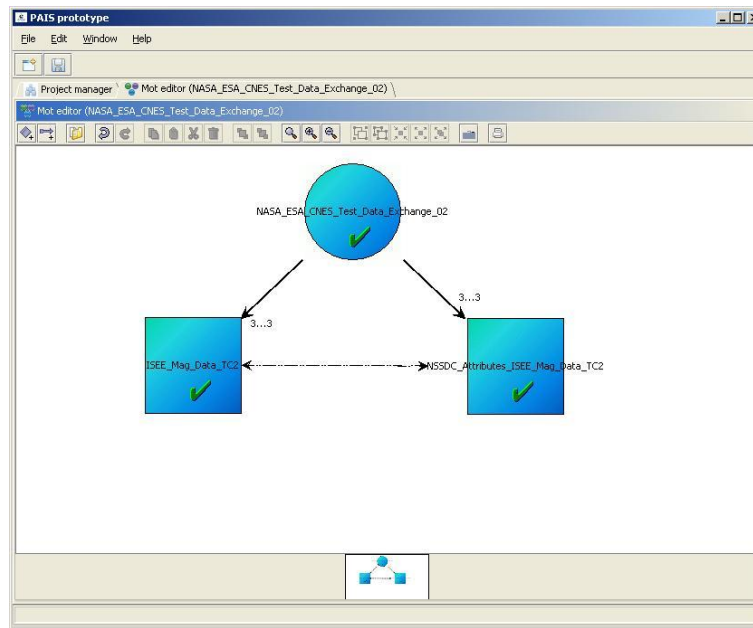 PAIS prototype
File Edit Window Help
Project manager Mot editor (NASA_ESA_CNES_Test_Data_Exchange_02)
Mot editor (NASA_ESA_CNES_Test_Data_Exchange_02)
NASA_ESA_CNES_Test_Data_Exchange_02
3...3
3...3
ISEE_Mag_Data_TC2
NSSDC_Attributes_ISEE_Mag_Data_TC2